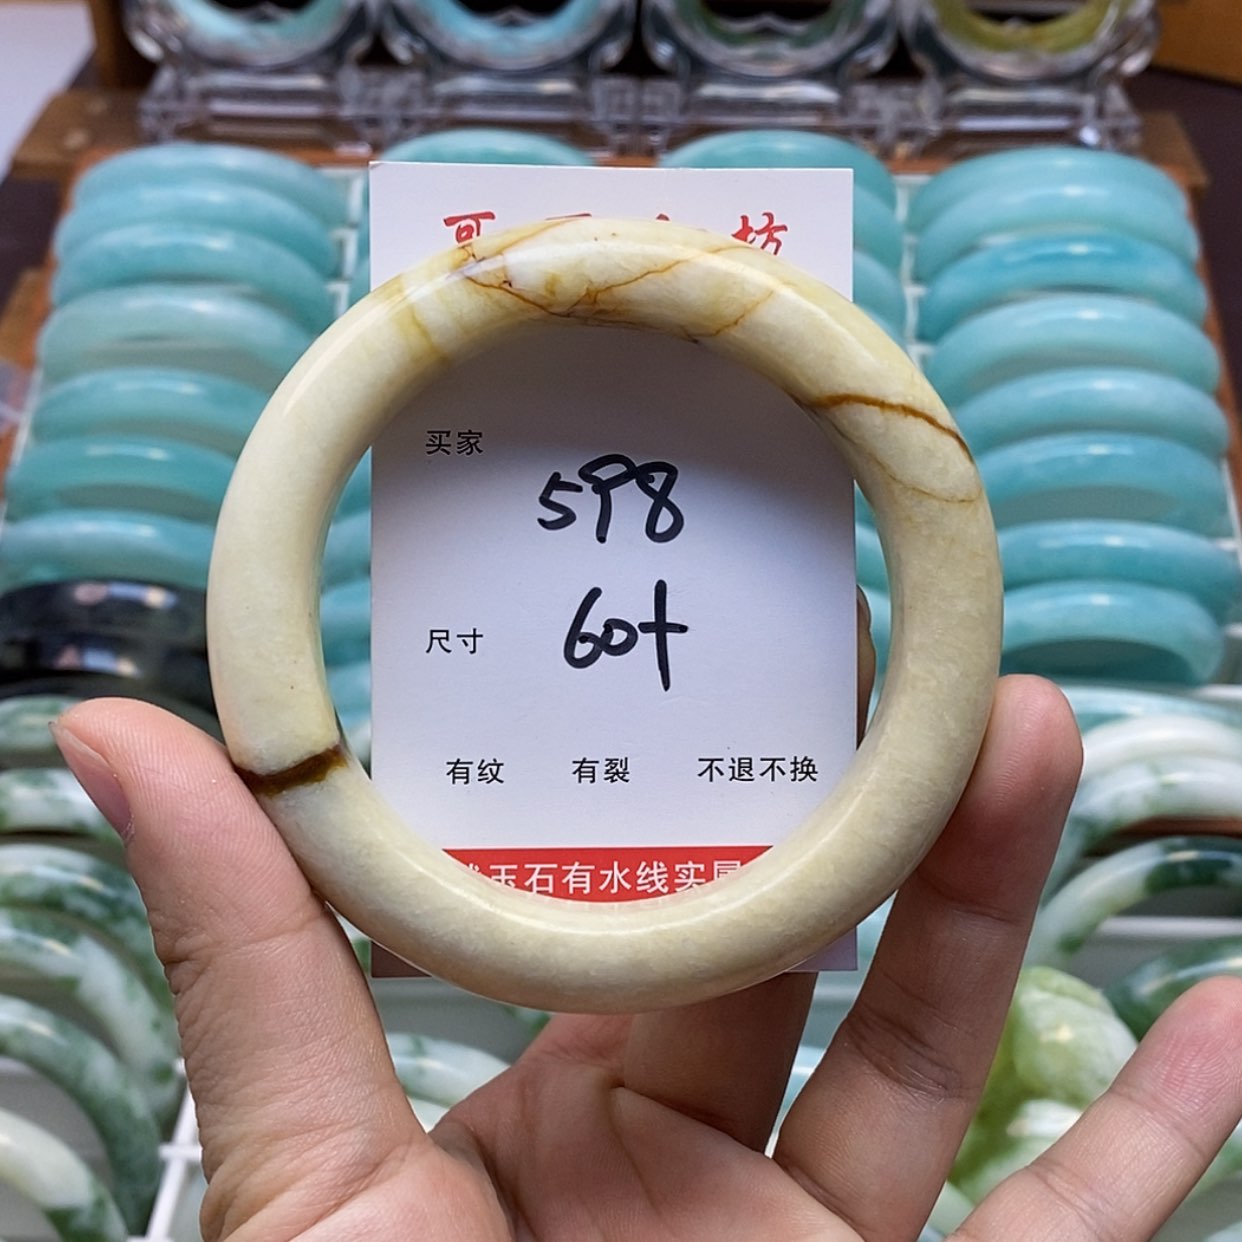 坊
买家
598
尺寸
60+
有纹 有裂 不退不换
玉石有水线实属